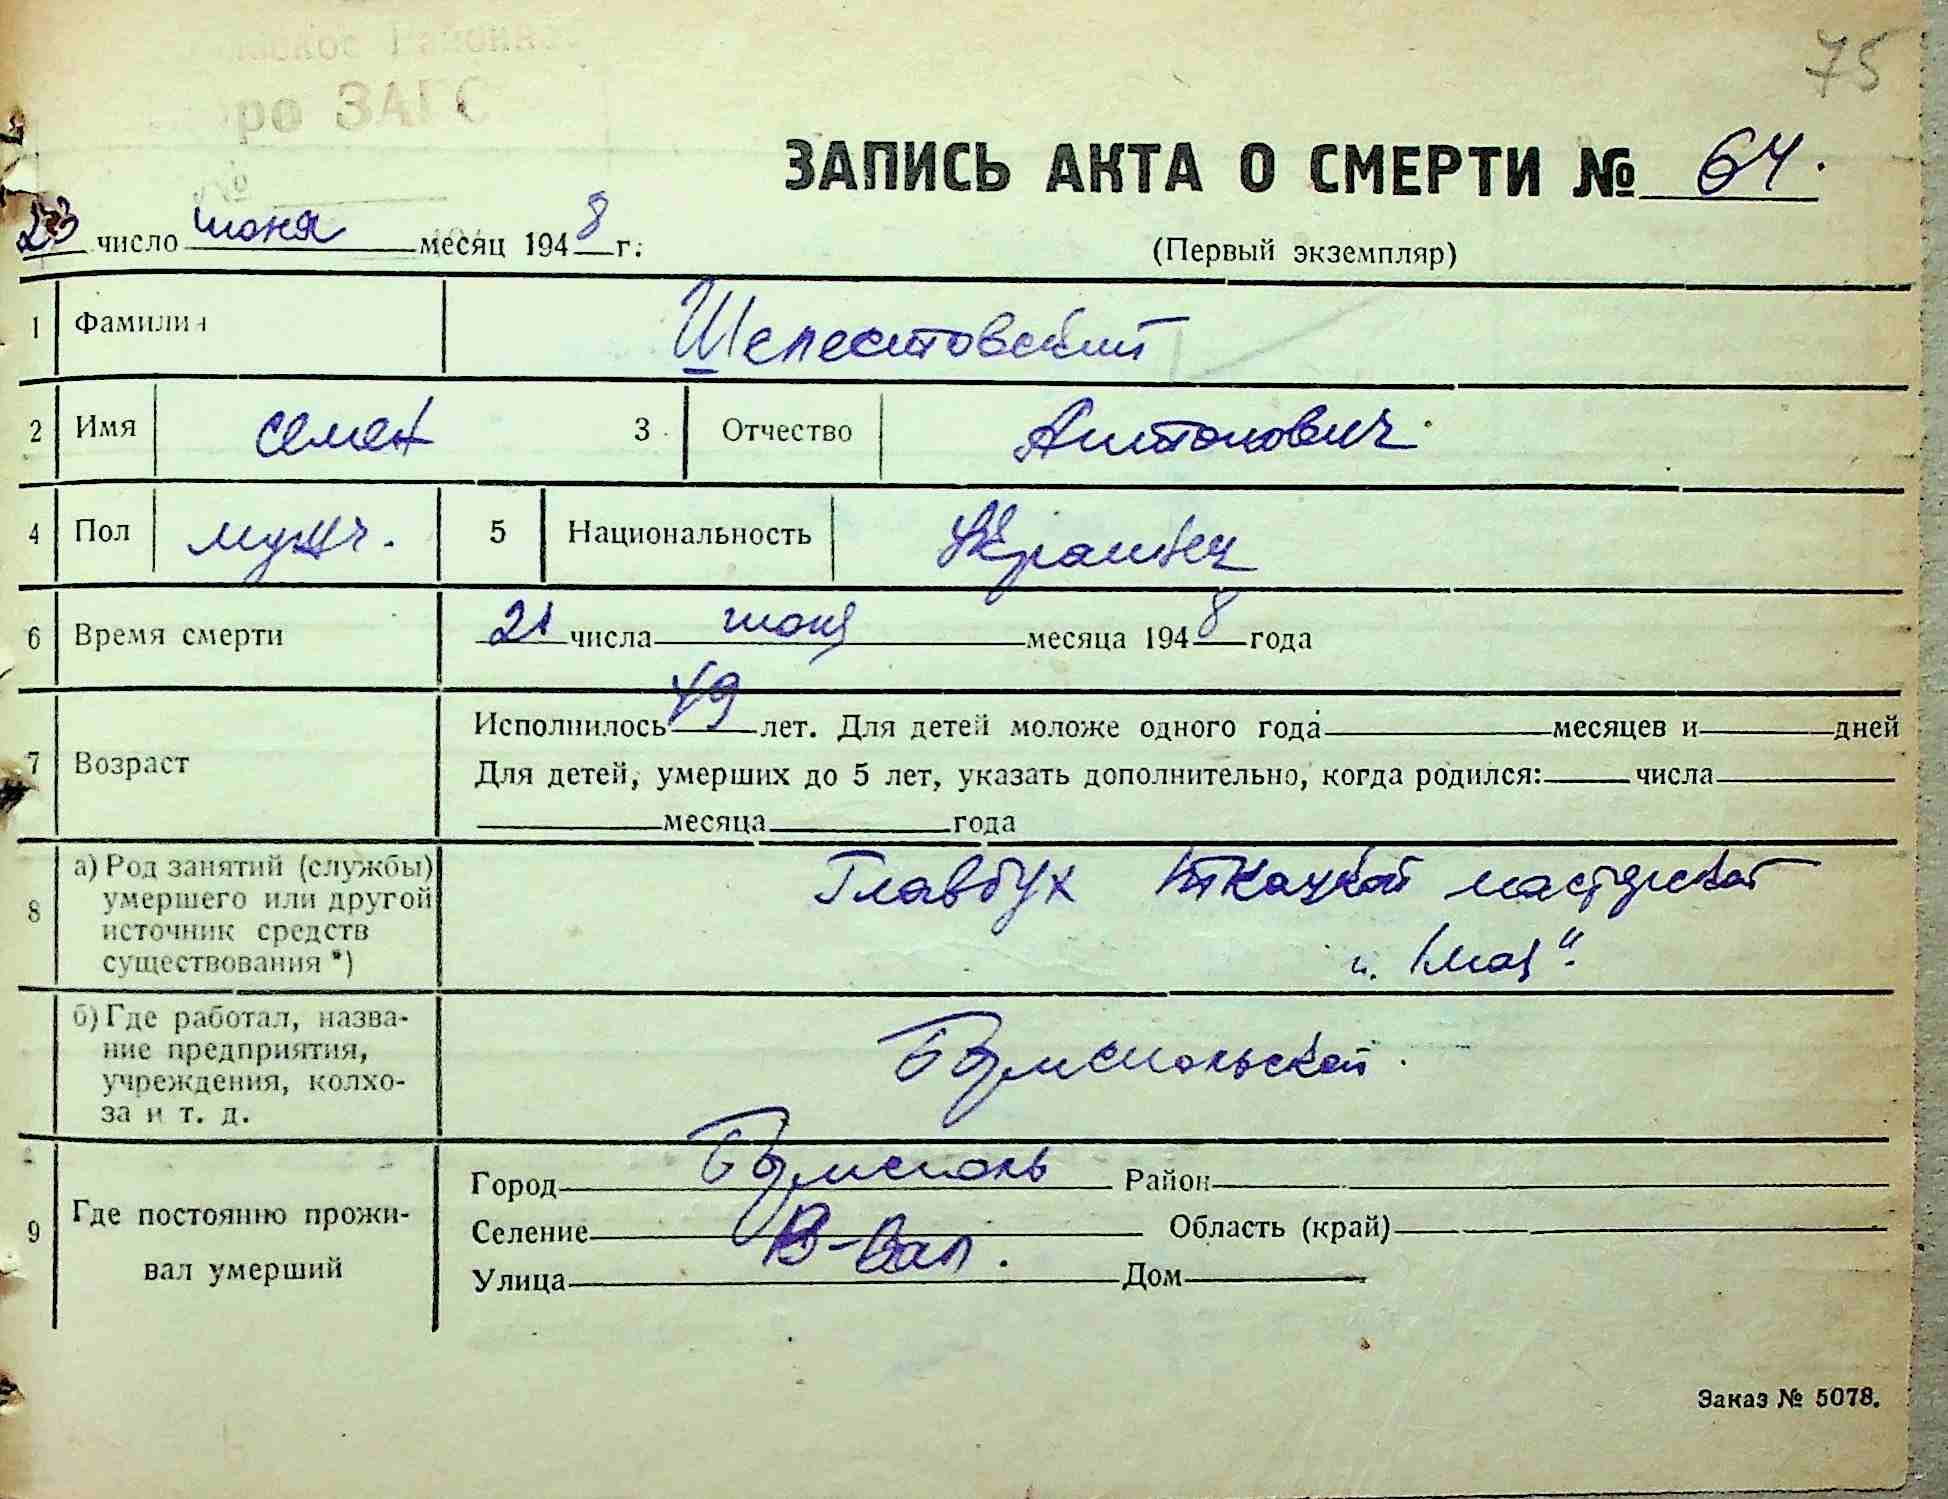 75
Бюро ЗАГС
№
ЗАПИСЬ АКТА О СМЕРТИ № 64.
23 число июня месяц 1948 г.
(Первый экземпляр)
1 Фамилия Шелестовский
2 Имя Семен 3 Отчество Антонович
4 Пол мужч. 5 Национальность Украинец
6 Время смерти 21 числа июня месяца 1948 года
7 Возраст Исполнилось 49 лет. Для детей моложе одного года месяцев и дней
Для детей, умерших до 5 лет, указать дополнительно, когда родился: числа
месяца года
8 а) Род занятий (службы) Главбух ткацкой мастерской
умершего или другой
источник средств
существования *)
б) Где работал, назва-
ние предприятия,
учреждения, колхо-
за и т. д.
9 Где постоянно прожи-
вал умерший
Город Район
Селение Область (край)
Улица В-Вал. Дом
Заказ № 5078.